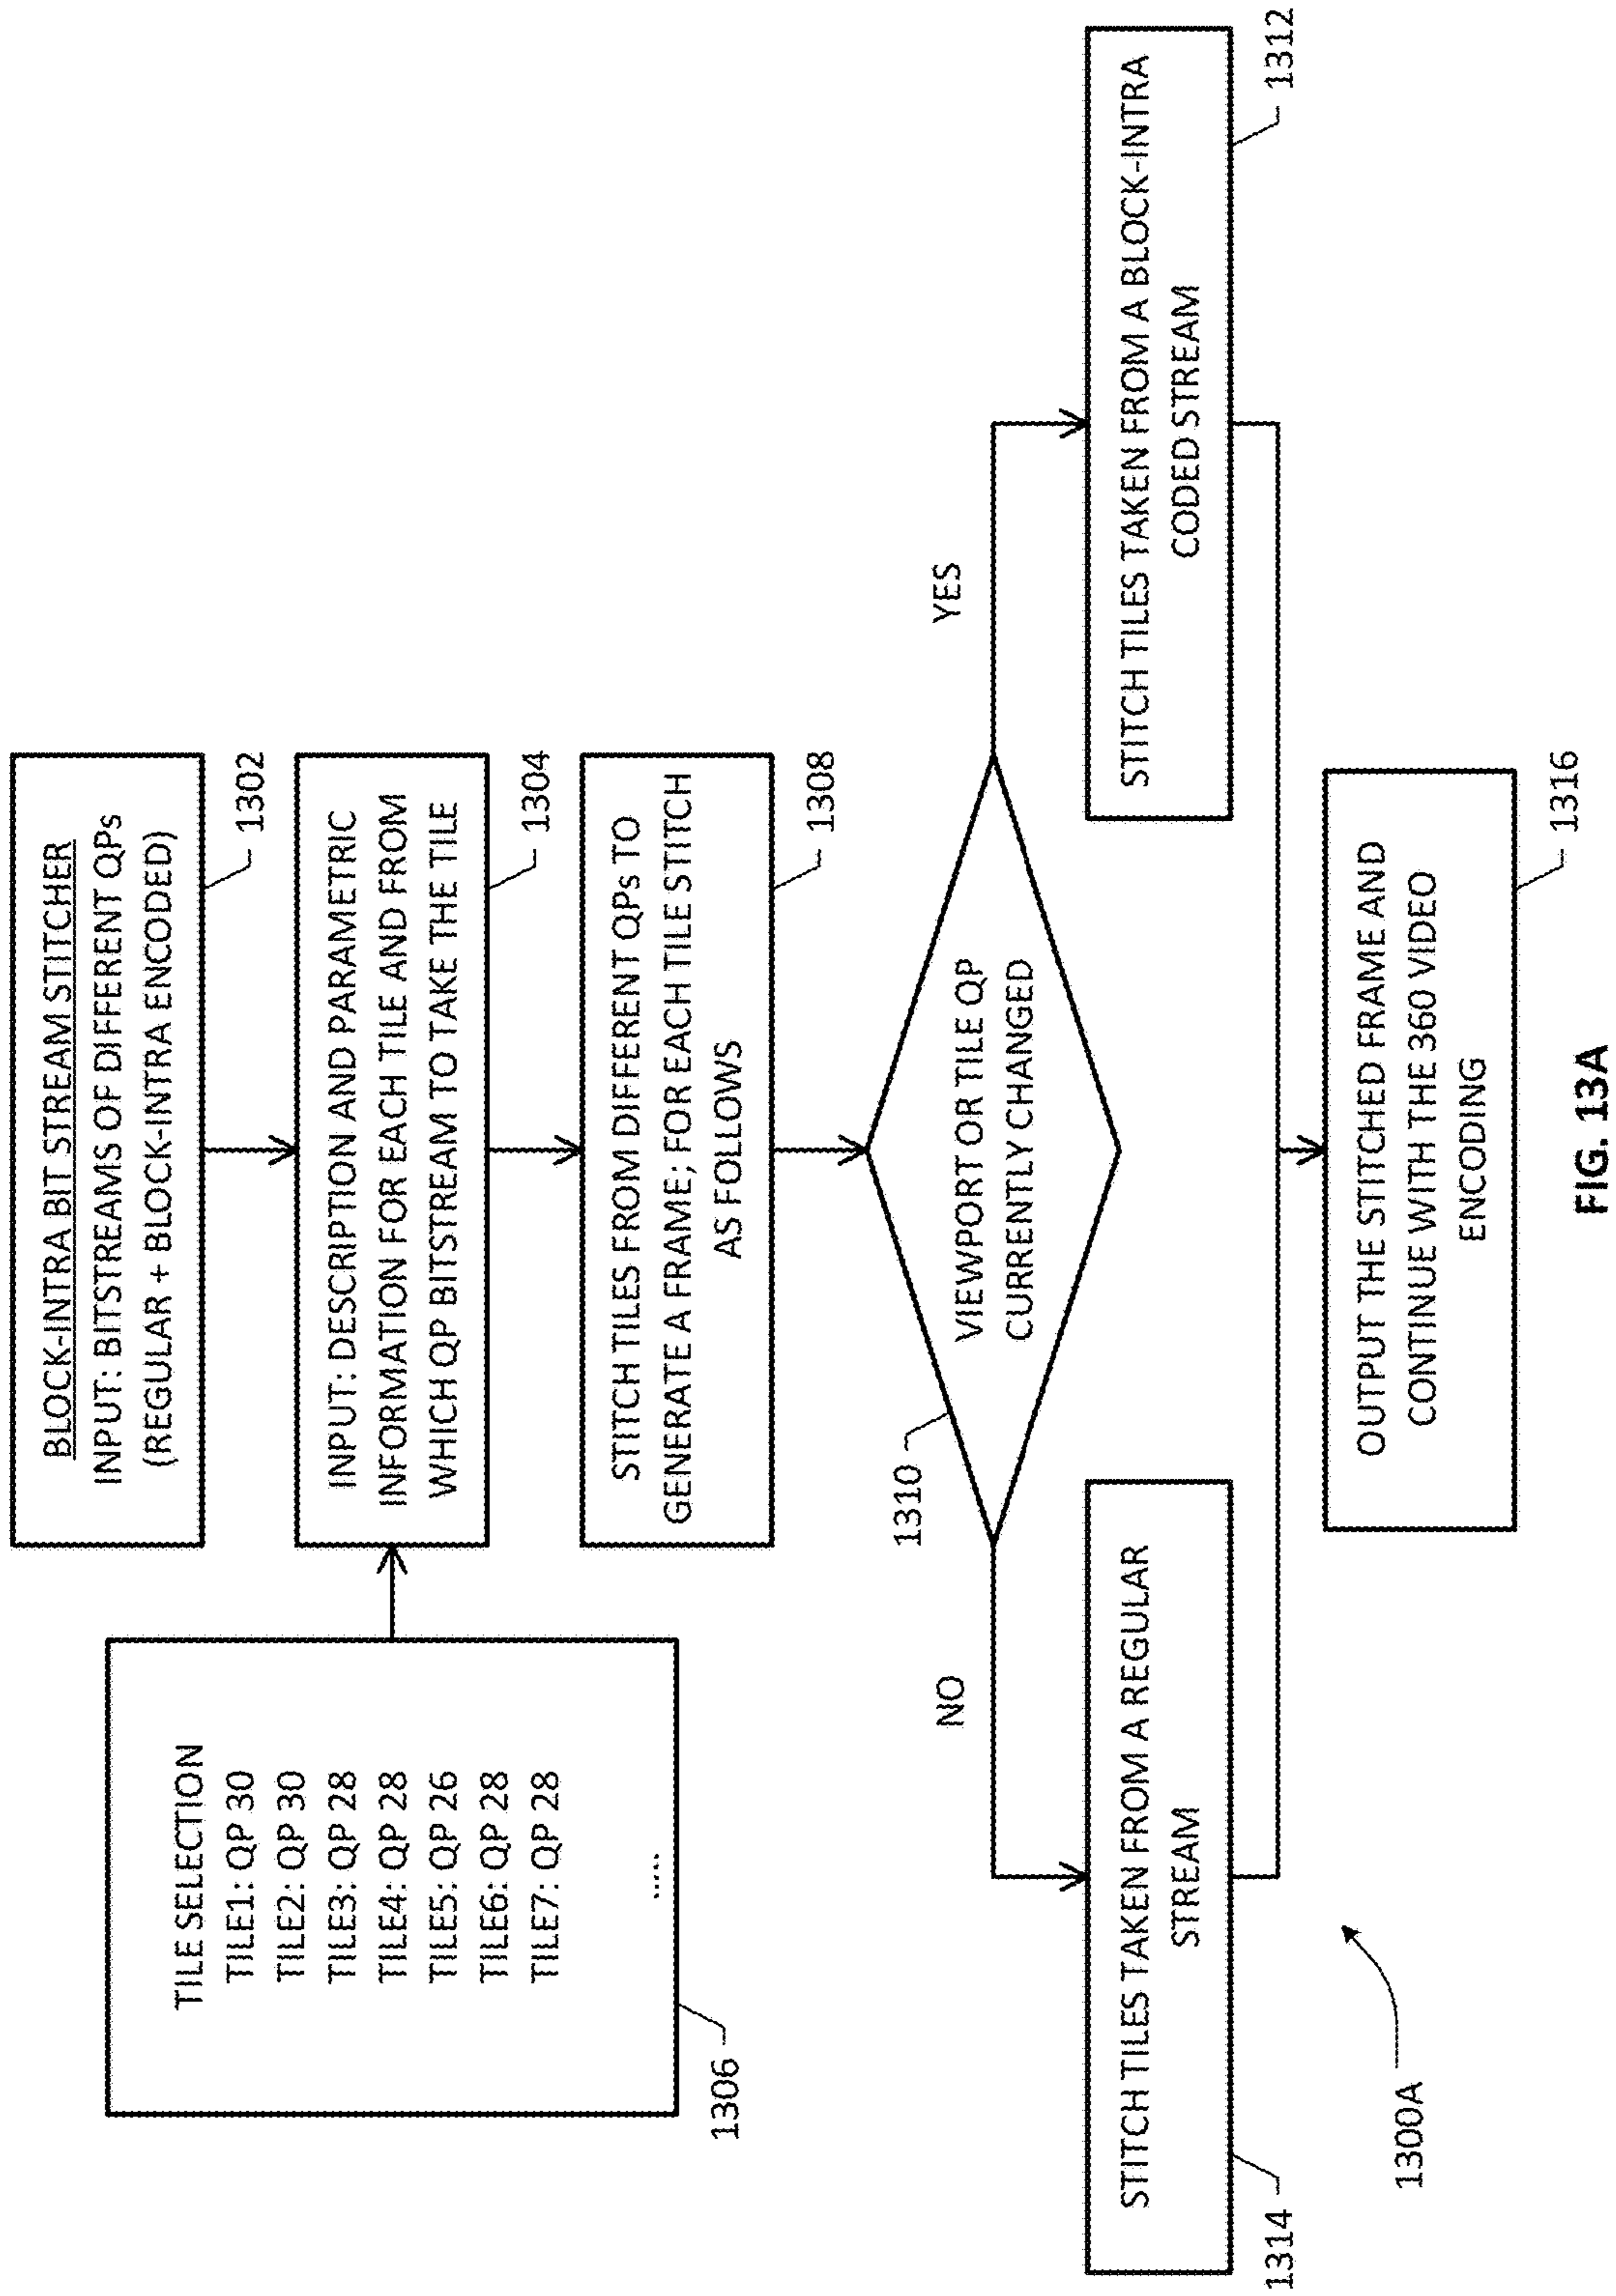 BLOCK-INTRA BIT STREAM STITCHER
INPUT: BITSTREAMS OF DIFFERENT QPs
(REGULAR + BLOCK-INTRA ENCODED)
1302
TILE SELECTION
TILE1: QP 30
TILE2: QP 30
TILE3: QP 28
TILE4: QP 28
TILE5: QP 26
TILE6: QP 28
TILE7: QP 28
.....
1306
INPUT: DESCRIPTION AND PARAMETRIC
INFORMATION FOR EACH TILE AND FROM
WHICH QP BITSTREAM TO TAKE THE TILE
1304
STITCH TILES FROM DIFFERENT QPs TO
GENERATE A FRAME; FOR EACH TILE STITCH
AS FOLLOWS
1308
1310
VIEWPORT OR TILE QP
CURRENTLY CHANGED
NO
YES
STITCH TILES TAKEN FROM A REGULAR
STREAM
1314
STITCH TILES TAKEN FROM A BLOCK-INTRA
CODED STREAM
1312
OUTPUT THE STITCHED FRAME AND
CONTINUE WITH THE 360 VIDEO
ENCODING
1316
1300A
FIG. 13A